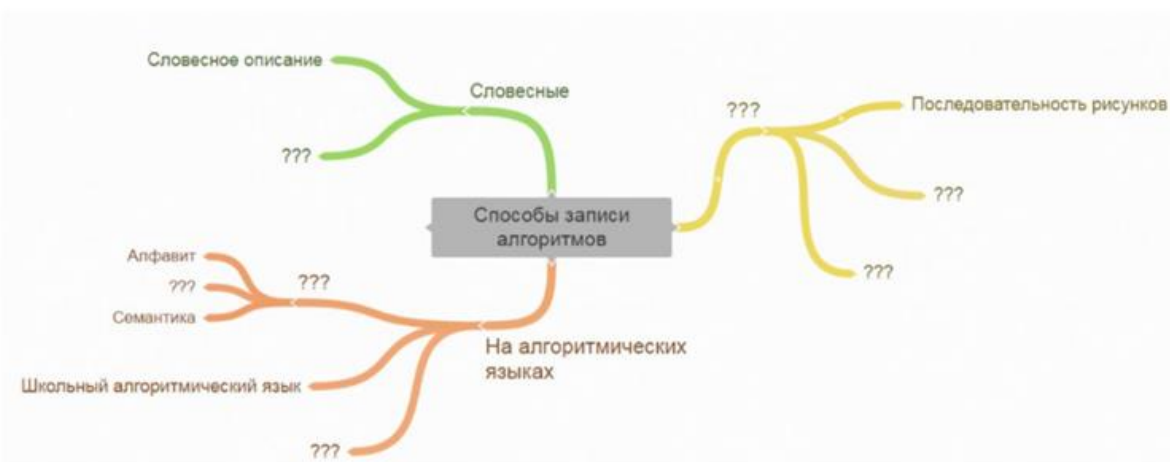 Словесное описание
Словесные
???
???
Последовательность рисунков
???
???
Способы записи
алгоритмов
Алфавит
???
Семантика
???
На алгоритмических
языках
Школьный алгоритмический язык
???